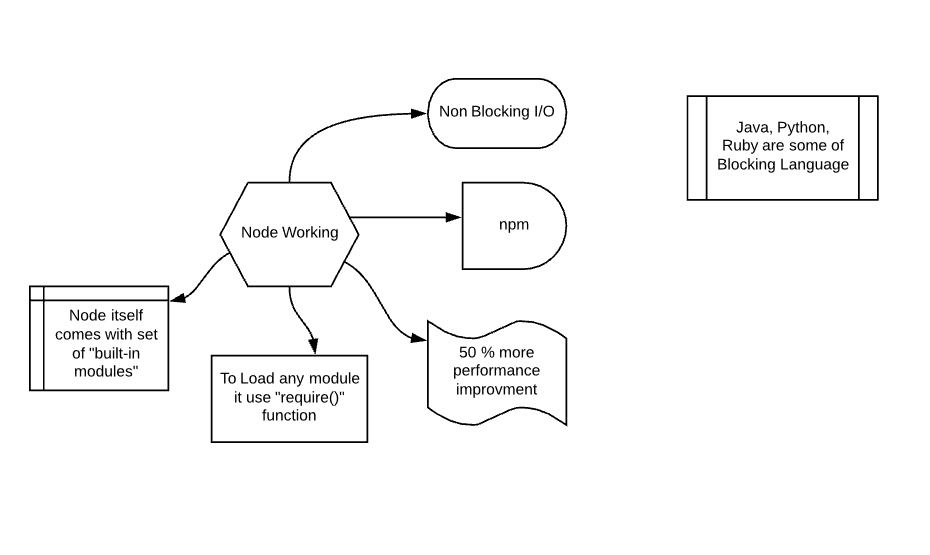 Non Blocking I/O
Java, Python,
Ruby are some of
Blocking Language
npm
Node Working
Node itself
comes with set
of "built-in
modules"
To Load any module
it use "require()"
function
50 % more
performance
improvment